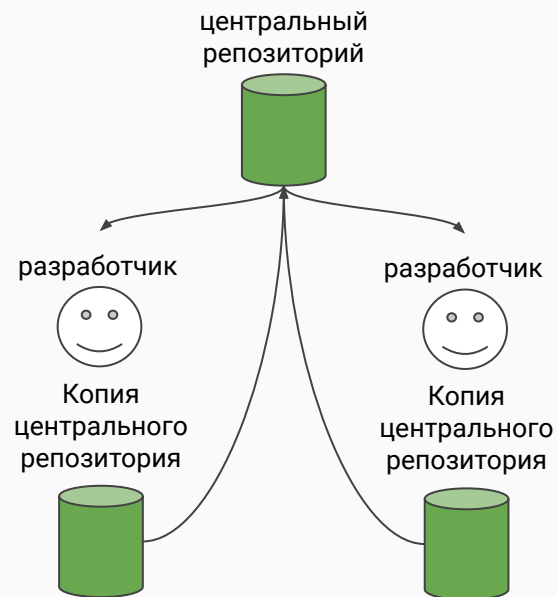 центральный
репозиторий
разработчик
Копия
центрального
репозитория
разработчик
Копия
центрального
репозитория